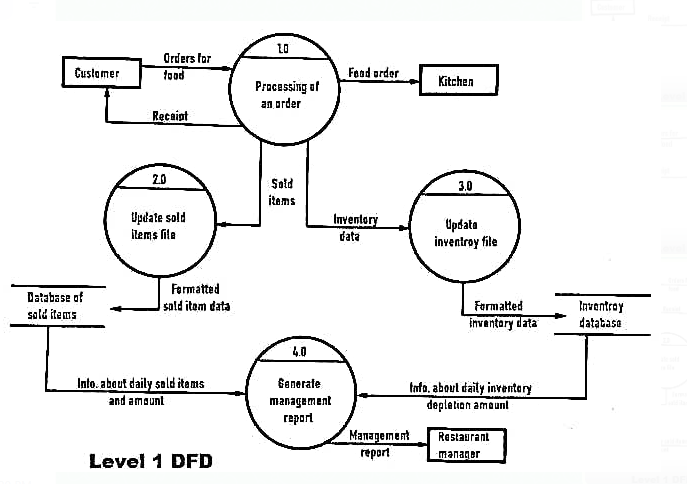 1.0
Orders for
food
Customer
Processing of
an order
Food order
Kitchen
Receipt
2.0
Sold
items
3.0
Update sold
items file
Inventory
data
Update
inventroy file
Formatted
sold item data
Database of
sold items
Formatted
inventory data
Inventroy
database
4.0
Info. about daily sold items
and amount
Generate
management
report
Info. about daily inventory
depletion amount
Management
report
Restaurant
manager
Level 1 DFD